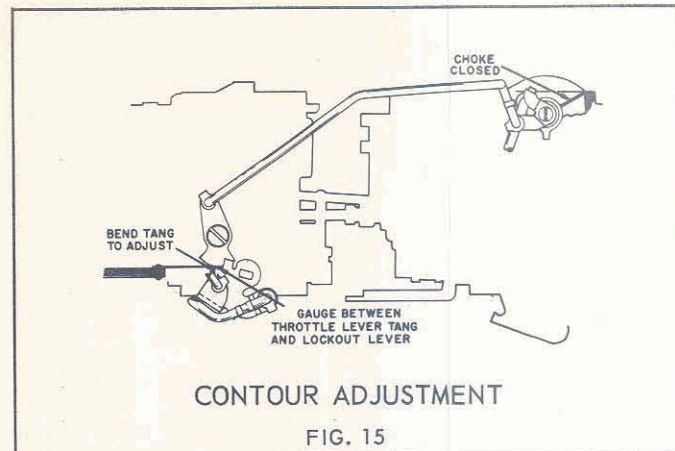 CHOKE
CLOSED
BEND TANG
TO ADJUST
GAUGE BETWEEN
THROTTLE LEVER TANG
AND LOCKOUT LEVER
CONTOUR ADJUSTMENT
FIG. 15